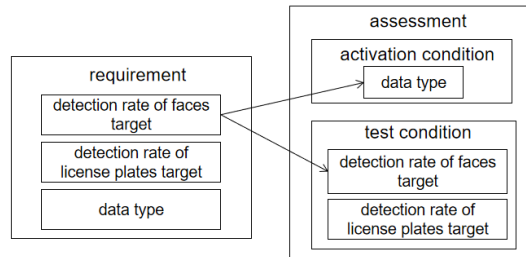 requirement
detection rate of faces
target
detection rate of
license plates target
data type
assessment
activation condition
data type
test condition
detection rate of faces
target
detection rate of
license plates target